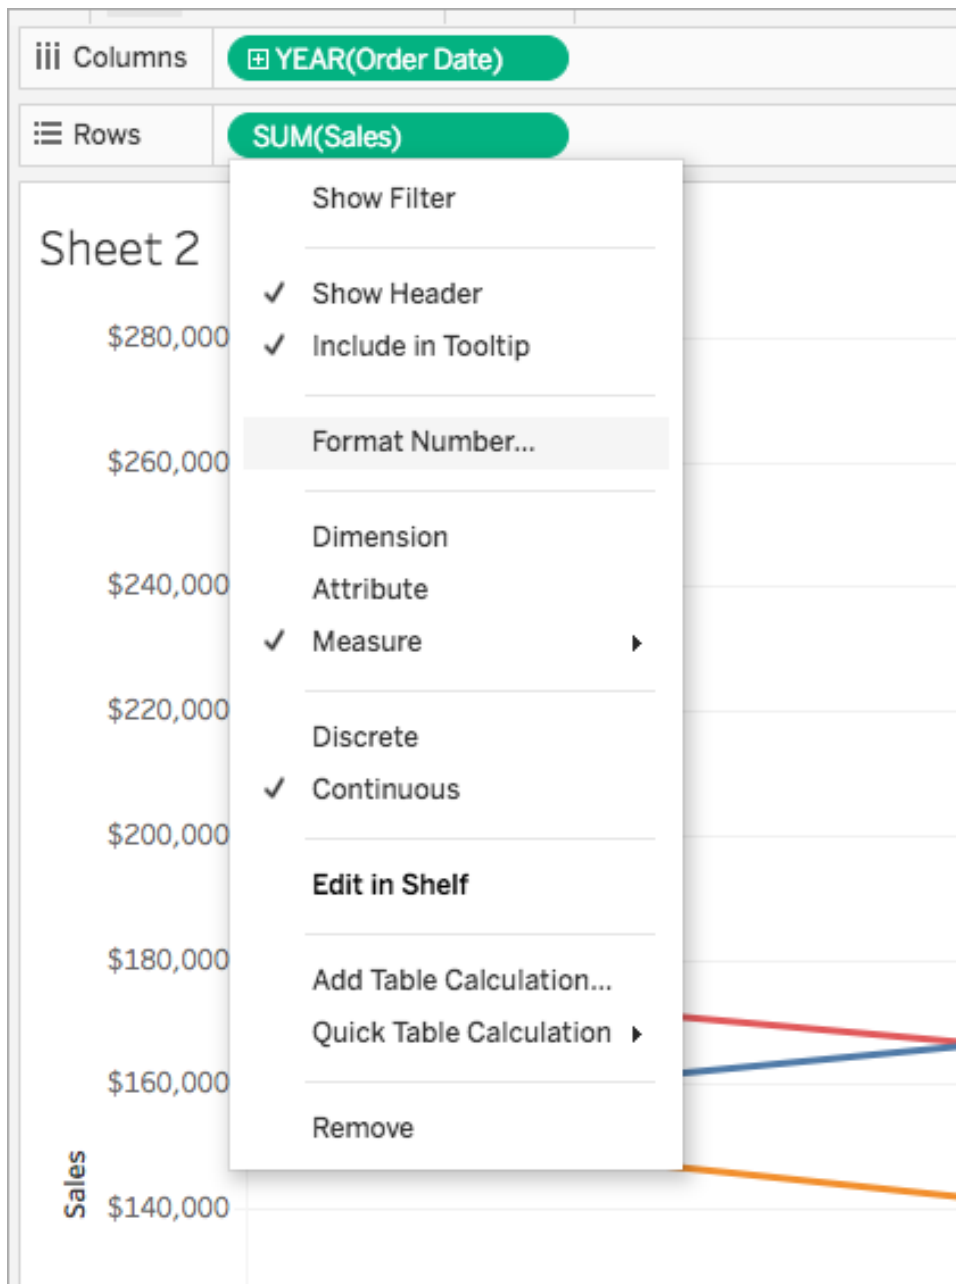 Columns
YEAR(Order Date)
Rows
SUM(Sales)
Show Filter
Sheet 2
Show Header
Include in Tooltip
Format Number...
Dimension
Attribute
Measure
Discrete
Continuous
Edit in Shelf
Add Table Calculation...
Quick Table Calculation
Remove
$280,000
$260,000
$240,000
$220,000
$200,000
$180,000
$160,000
$140,000
Sales